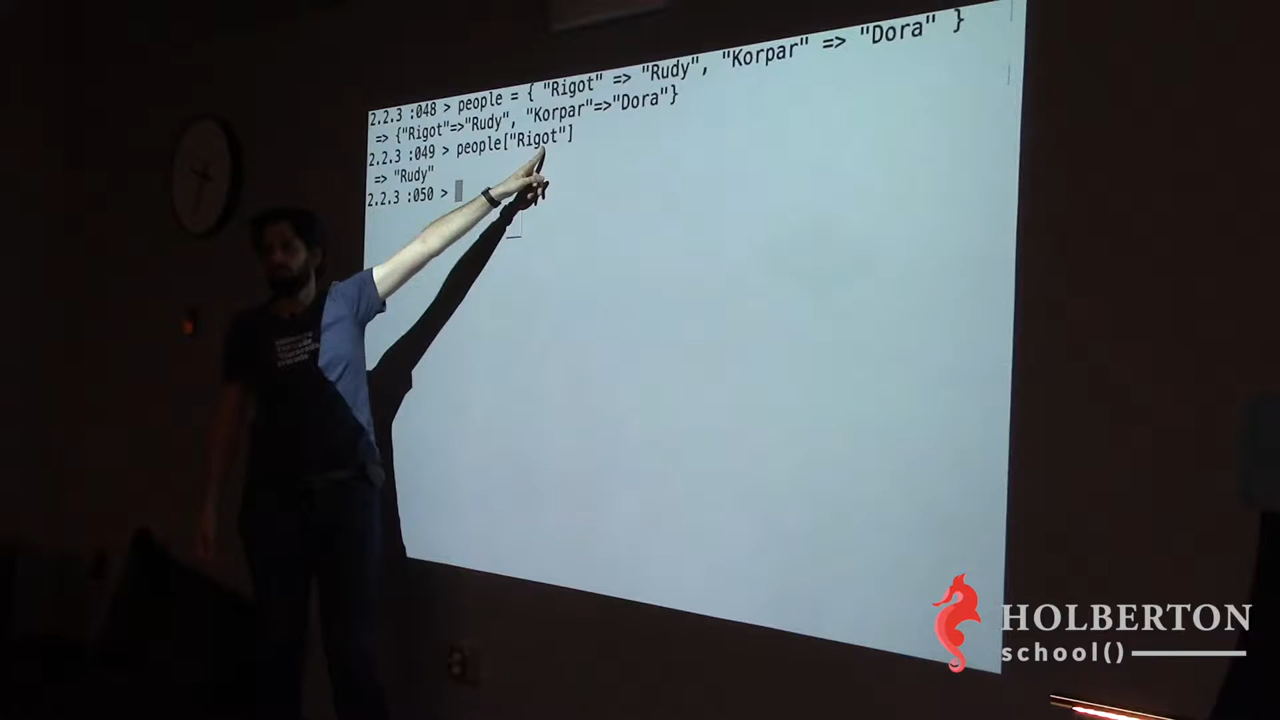 2.2.3 :048 > people = { "Rigot" => "Rudy", "Korpar" => "Dora" }
=> {"Rigot"=>"Rudy", "Korpar"=>"Dora"}
2.2.3 :049 > people["Rigot"]
=> "Rudy"
2.2.3 :050 >
HOLBERTON
school()